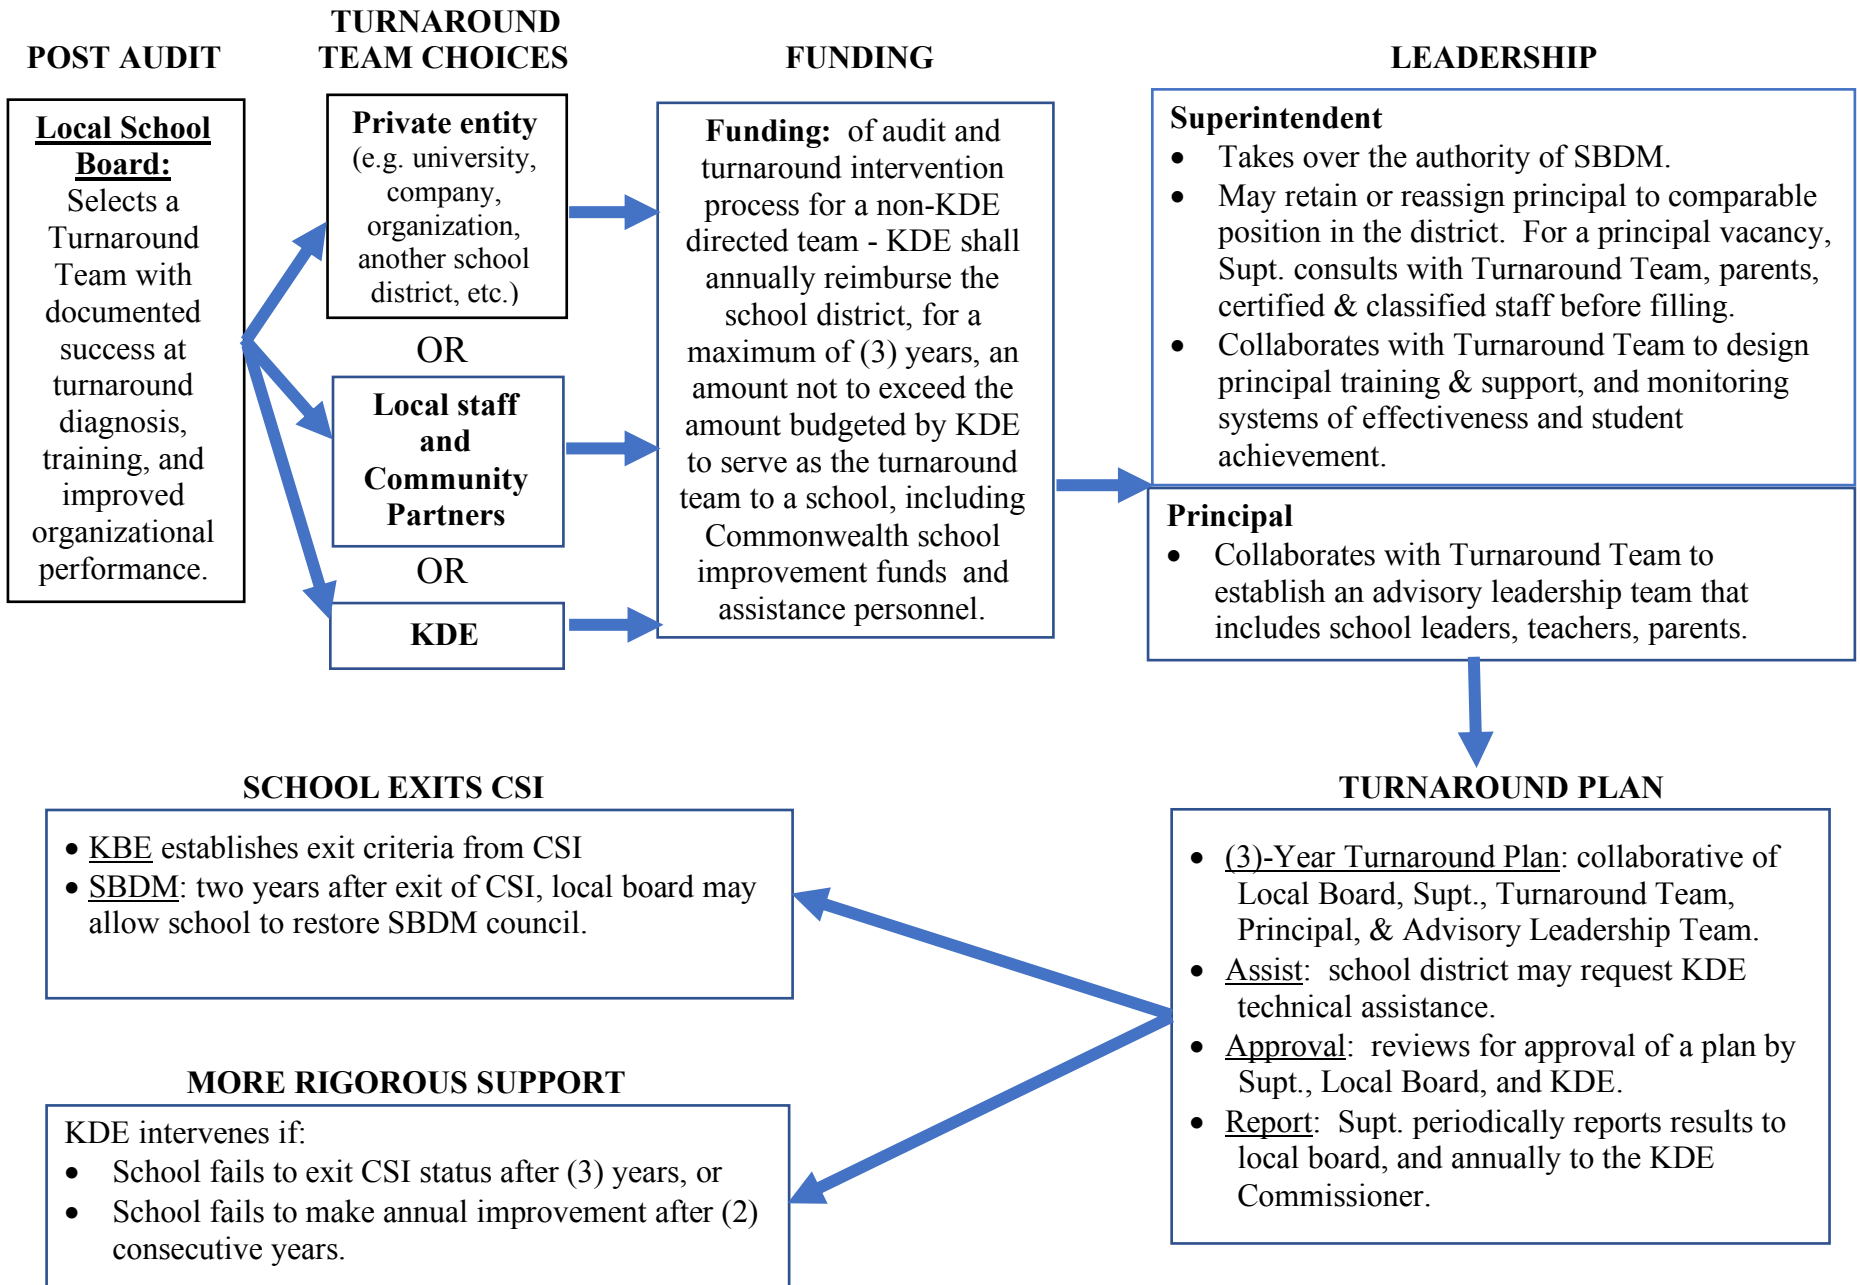 POST AUDIT
Local School
Board:
Selects a
Turnaround
Team with
documented
success at
turnaround
diagnosis,
training, and
improved
organizational
performance.
TURNAROUND
TEAM CHOICES
Private entity
(e.g. university,
company,
organization,
another school
district, etc.)
OR
Local staff
and
Community
Partners
OR
KDE
FUNDING
Funding: of audit and
turnaround intervention
process for a non-KDE
directed team - KDE shall
annually reimburse the
school district, for a
maximum of (3) years, an
amount not to exceed the
amount budgeted by KDE
to serve as the turnaround
team to a school, including
Commonwealth school
improvement funds and
assistance personnel.
LEADERSHIP
Superintendent
• Takes over the authority of SBDM.
• May retain or reassign principal to comparable
position in the district. For a principal vacancy,
Supt. consults with Turnaround Team, parents,
certified & classified staff before filling.
• Collaborates with Turnaround Team to design
principal training & support, and monitoring
systems of effectiveness and student
achievement.
Principal
• Collaborates with Turnaround Team to
establish an advisory leadership team that
includes school leaders, teachers, parents.
TURNAROUND PLAN
• (3)-Year Turnaround Plan: collaborative of
Local Board, Supt., Turnaround Team,
Principal, & Advisory Leadership Team.
• Assist: school district may request KDE
technical assistance.
• Approval: reviews for approval of a plan by
Supt., Local Board, and KDE.
• Report: Supt. periodically reports results to
local board, and annually to the KDE
Commissioner.
SCHOOL EXITS CSI
• KBE establishes exit criteria from CSI
• SBDM: two years after exit of CSI, local board may
allow school to restore SBDM council.
MORE RIGOROUS SUPPORT
KDE intervenes if:
• School fails to exit CSI status after (3) years, or
• School fails to make annual improvement after (2)
consecutive years.